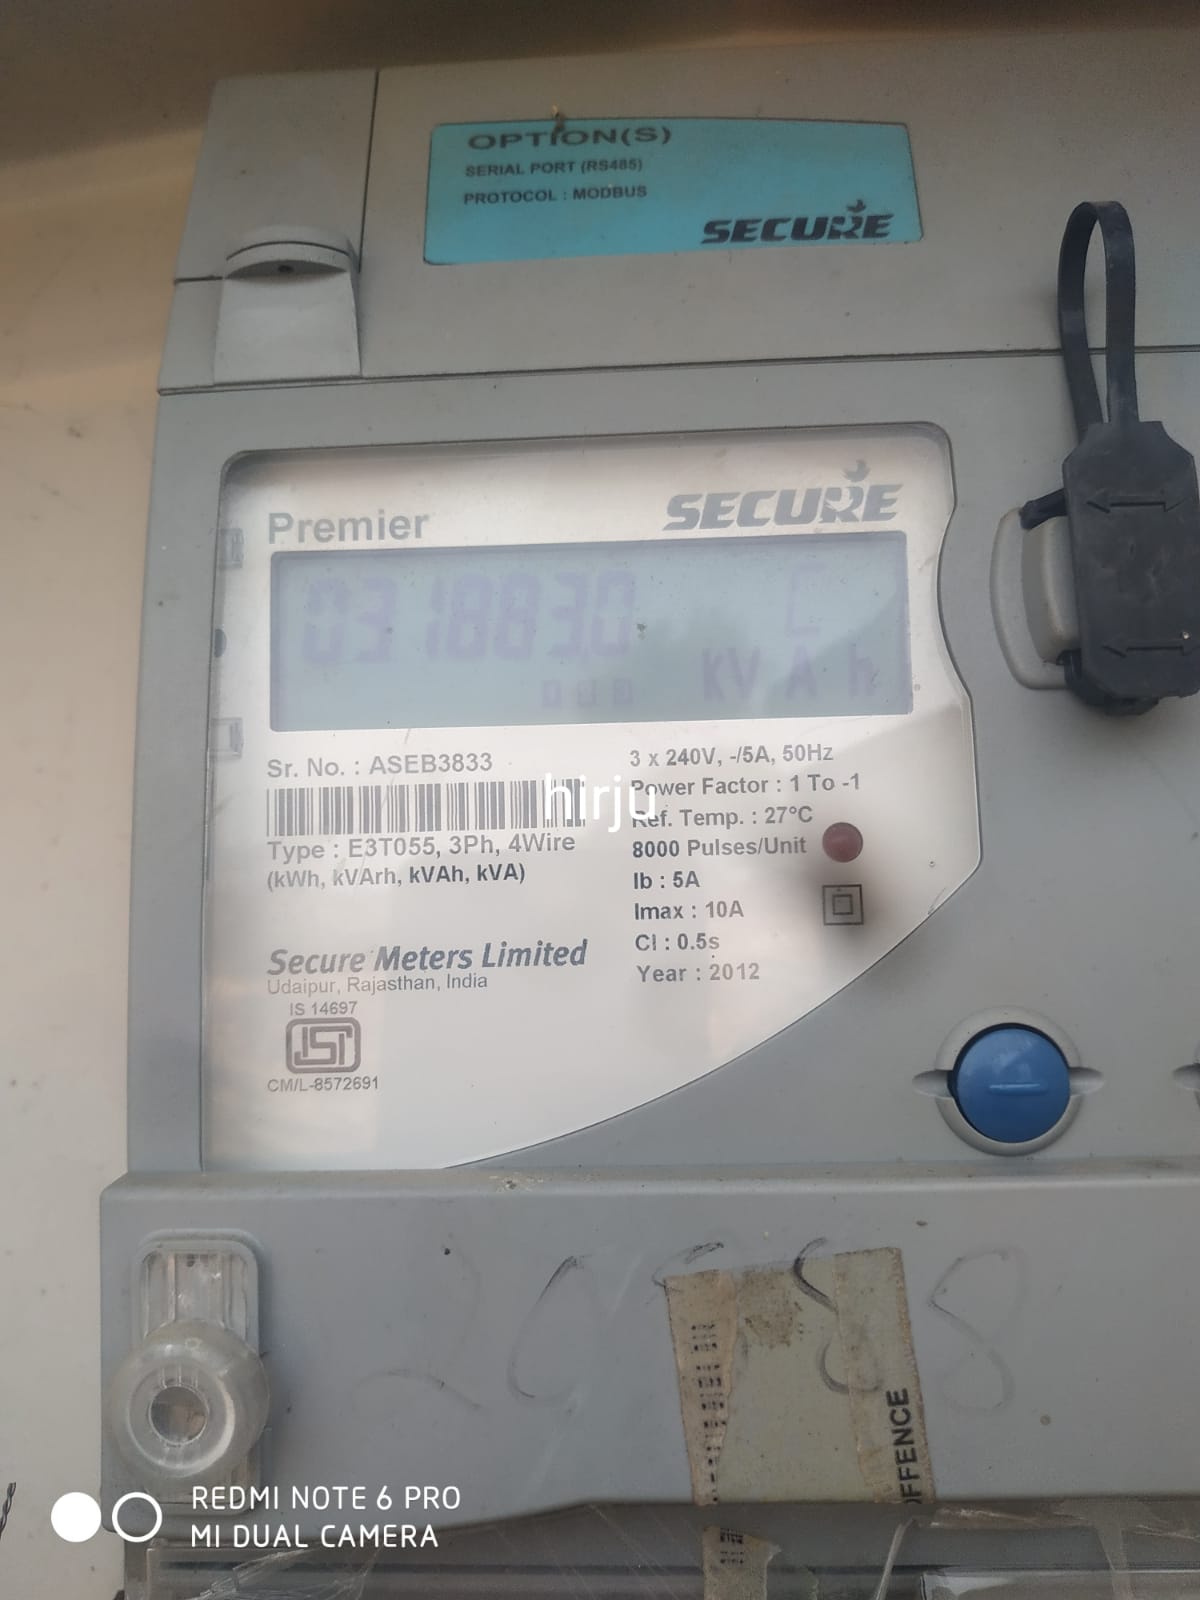 OPTION(S)
SERIAL PORT (RS485)
PROTOCOL : MODBUS
SECURE
Premier
SECURE
031883.0
kVAh
Sr. No. : ASEB3833
hirju
Type : E3T055, 3Ph, 4Wire
(kWh, kVArh, kVAh, kVA)
3 x 240V, -/5A, 50Hz
Power Factor : 1 To -1
Ref. Temp. : 27°C
8000 Pulses/Unit
Ib : 5A
Imax : 10A
Cl : 0.5s
Year : 2012
Secure Meters Limited
Udaipur, Rajasthan, India
IS 14697
ISI
CM/L-8572691
OFFENCE
REDMI NOTE 6 PRO
MI DUAL CAMERA